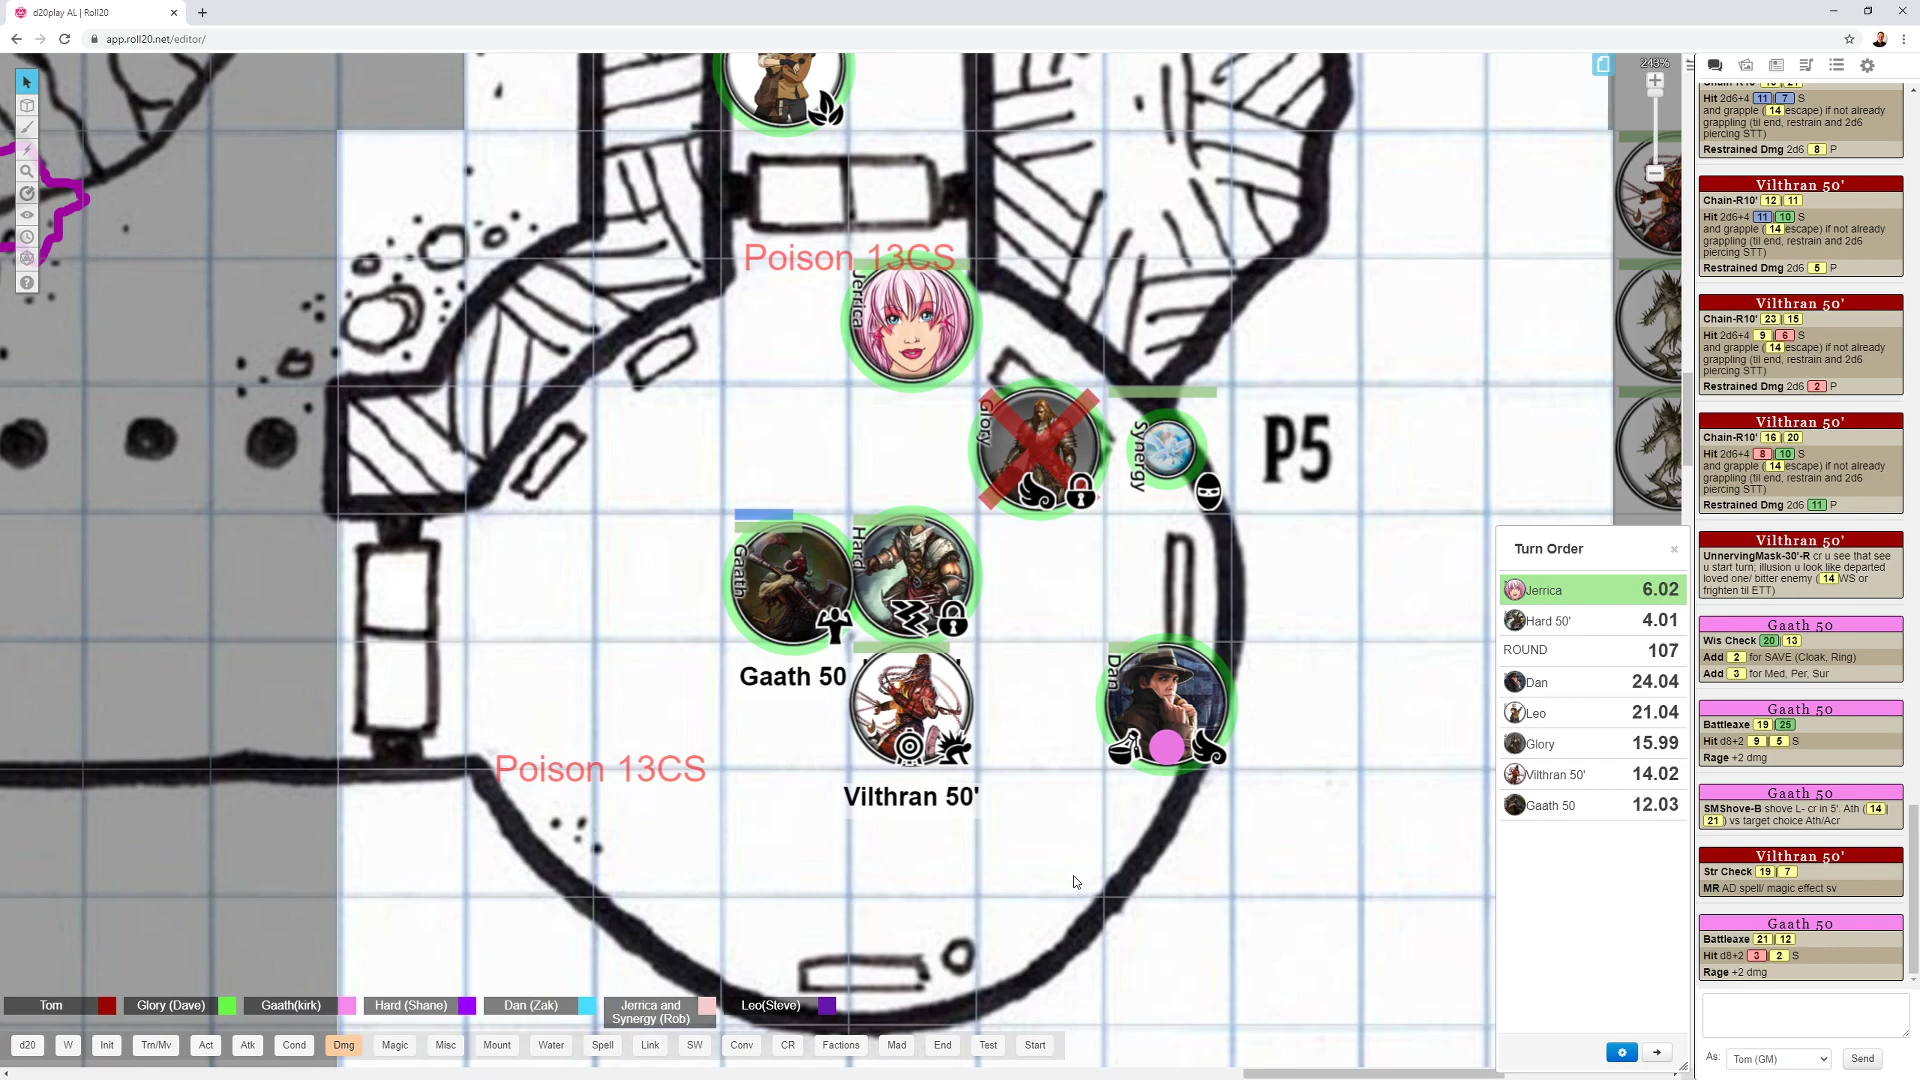 d20play AL | Roll20
app.roll20.net/editor/
243%
Poison 13CS
Jerrica
Glory
Synergy
P5
Gaath
Hard
Dan
Gaath 50
Poison 13CS
Vilthran 50'
Turn Order
Jerrica 6.02
Hard 50' 4.01
ROUND 107
Dan 24.04
Leo 21.04
Glory 15.99
Vilthran 50' 14.02
Gaath 50 12.03
Hit 2d6+4 11 7 S
and grapple (14 escape) if not already
grappling (til end, restrain and 2d6
piercing STT)
Restrained Dmg 2d6 8 P
Vilthran 50'
Chain-R10' 12 11
Hit 2d6+4 11 10 S
and grapple (14 escape) if not already
grappling (til end, restrain and 2d6
piercing STT)
Restrained Dmg 2d6 5 P
Vilthran 50'
Chain-R10' 23 15
Hit 2d6+4 9 6 S
and grapple (14 escape) if not already
grappling (til end, restrain and 2d6
piercing STT)
Restrained Dmg 2d6 2 P
Vilthran 50'
Chain-R10' 16 20
Hit 2d6+4 8 10 S
and grapple (14 escape) if not already
grappling (til end, restrain and 2d6
piercing STT)
Restrained Dmg 2d6 11 P
Vilthran 50'
UnnervingMask-30'-R cr u see that see
u start turn; illusion u look like departed
loved one/ bitter enemy (14 WS or
frighten til ETT)
Gaath 50
Wis Check 20 13
Add 2 for SAVE (Cloak, Ring)
Add 3 for Med, Per, Sur
Gaath 50
Battleaxe 19 25
Hit d8+2 9 5 S
Rage +2 dmg
Gaath 50
SMShove-B shove L- cr in 5'. Ath (14|
21) vs target choice Ath/Acr
Vilthran 50'
Str Check 19 7
MR AD spell/ magic effect sv
Gaath 50
Battleaxe 21 12
Hit d8+2 3 2 S
Rage +2 dmg
As: Tom (GM) Send
Tom
Glory (Dave)
Gaath(kirk)
Hard (Shane)
Dan (Zak)
Jerrica and
Synergy (Rob)
Leo(Steve)
d20 W Init Trn/Mv Act Atk Cond Dmg Magic Misc Mount Water Spell Link SW Conv CR Factions Mad End Test Start